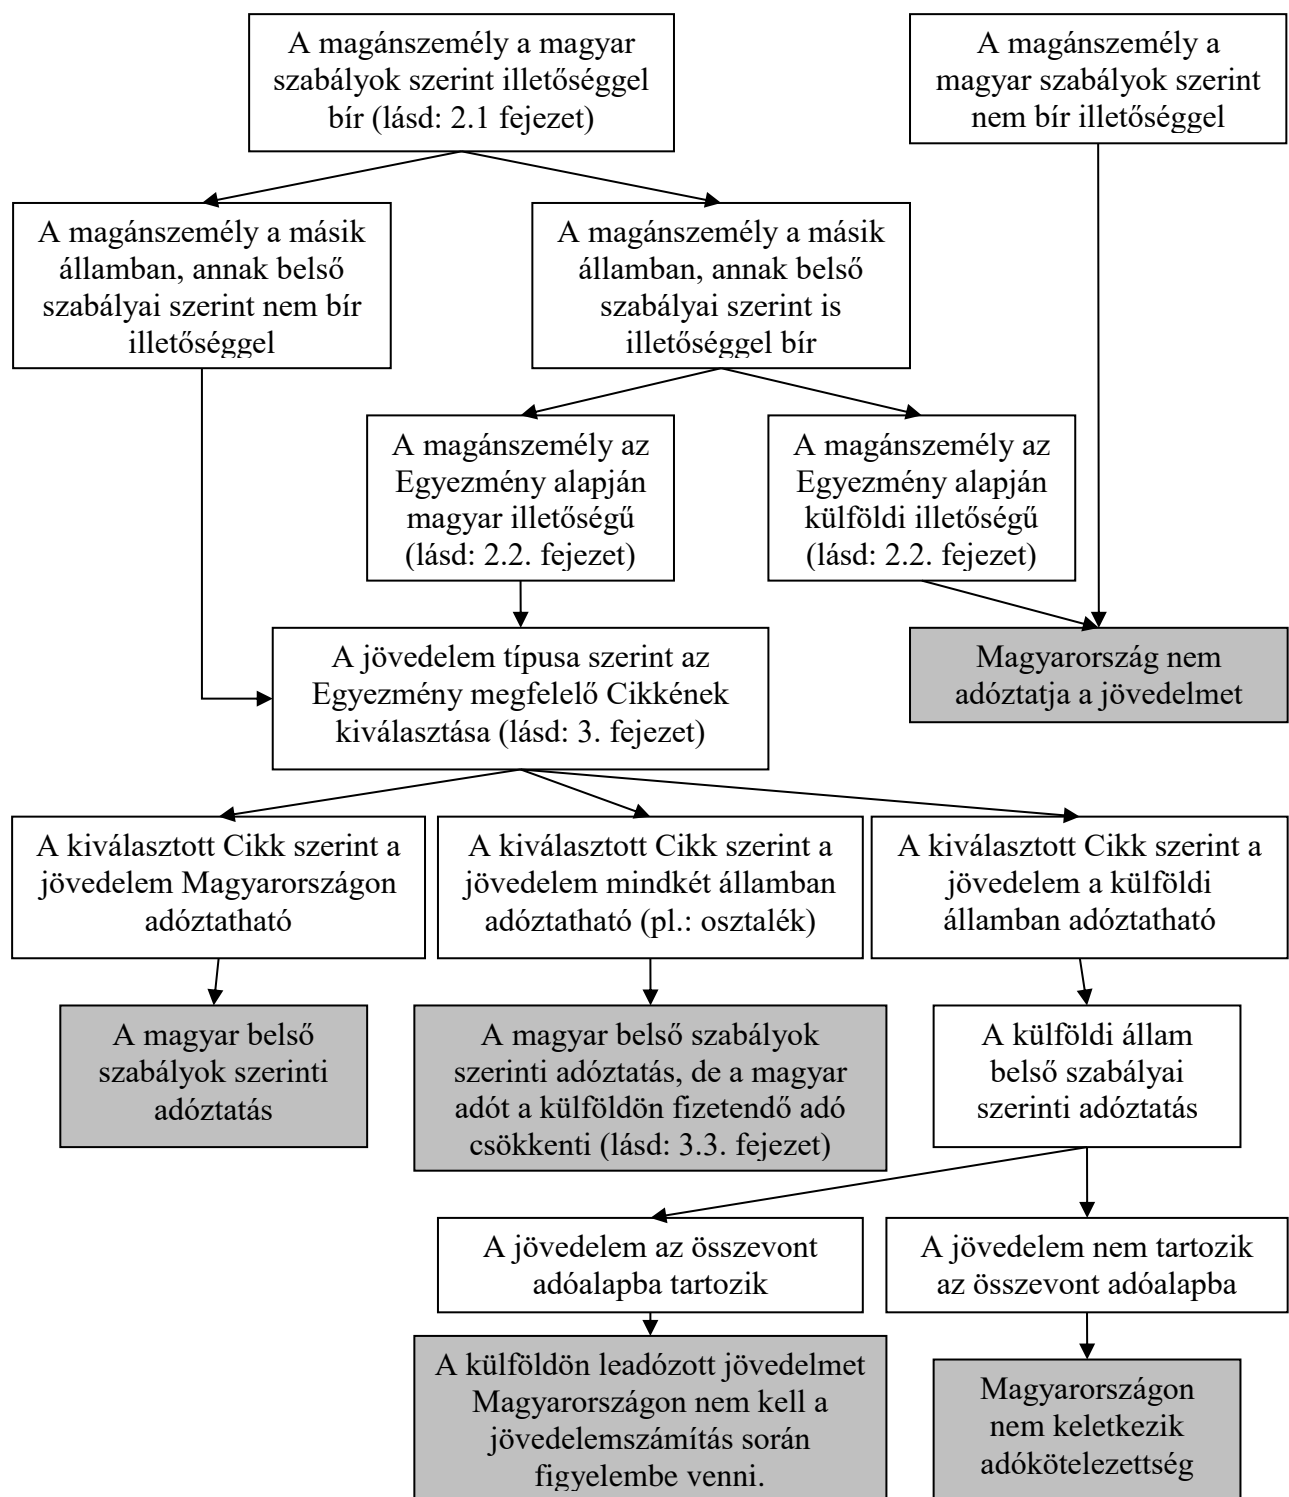 A magánszemély a magyar
szabályok szerint illetőséggel
bír (lásd: 2.1 fejezet)
A magánszemély a
magyar szabályok szerint
nem bír illetőséggel
A magánszemély a másik
államban, annak belső
szabályai szerint nem bír
illetőséggel
A magánszemély a másik
államban, annak belső
szabályai szerint is
illetőséggel bír
A magánszemély az
Egyezmény alapján
magyar illetőségű
(lásd: 2.2. fejezet)
A magánszemély az
Egyezmény alapján
külföldi illetőségű
(lásd: 2.2. fejezet)
A jövedelem típusa szerint az
Egyezmény megfelelő Cikkének
kiválasztása (lásd: 3. fejezet)
Magyarország nem
adóztatja a jövedelmet
A kiválasztott Cikk szerint a
jövedelem Magyarországon
adóztatható
A kiválasztott Cikk szerint a
jövedelem mindkét államban
adóztatható (pl.: osztalék)
A kiválasztott Cikk szerint a
jövedelem a külföldi
államban adóztatható
A magyar belső
szabályok szerinti
adóztatás
A magyar belső szabályok
szerinti adóztatás, de a magyar
adót a külföldön fizetendő adó
csökkenti (lásd: 3.3. fejezet)
A külföldi állam
belső szabályai
szerinti adóztatás
A jövedelem az összevont
adóalapba tartozik
A jövedelem nem tartozik
az összevont adóalapba
A külföldön leadózott jövedelmet
Magyarországon nem kell a
jövedelemszámítás során
figyelembe venni.
Magyarországon
nem keletkezik
adókötelezettség